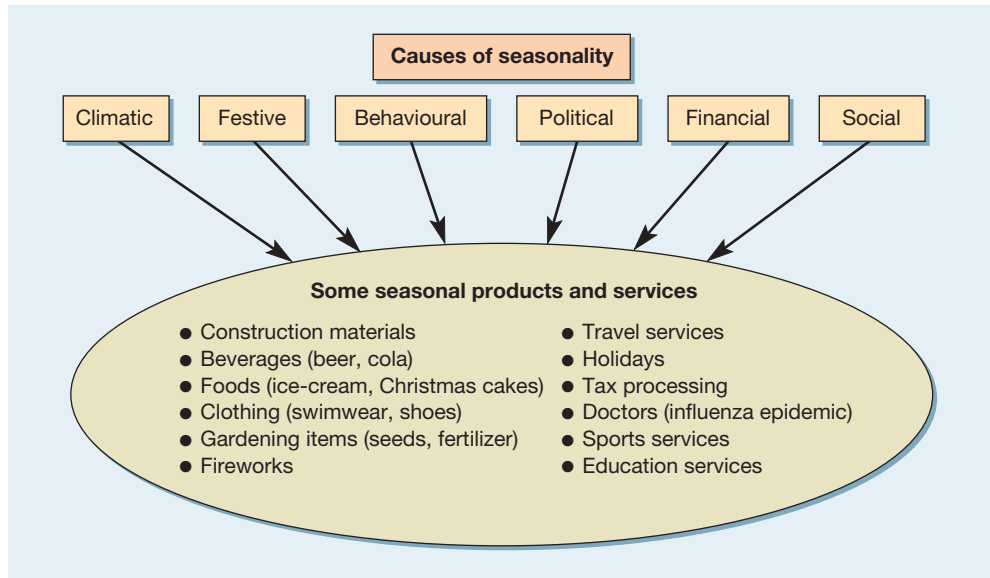 Causes of seasonality
Climatic
Festive
Behavioural
Political
Financial
Social
Some seasonal products and services
● Construction materials
● Beverages (beer, cola)
● Foods (ice-cream, Christmas cakes)
● Clothing (swimwear, shoes)
● Gardening items (seeds, fertilizer)
● Fireworks
● Travel services
● Holidays
● Tax processing
● Doctors (influenza epidemic)
● Sports services
● Education services